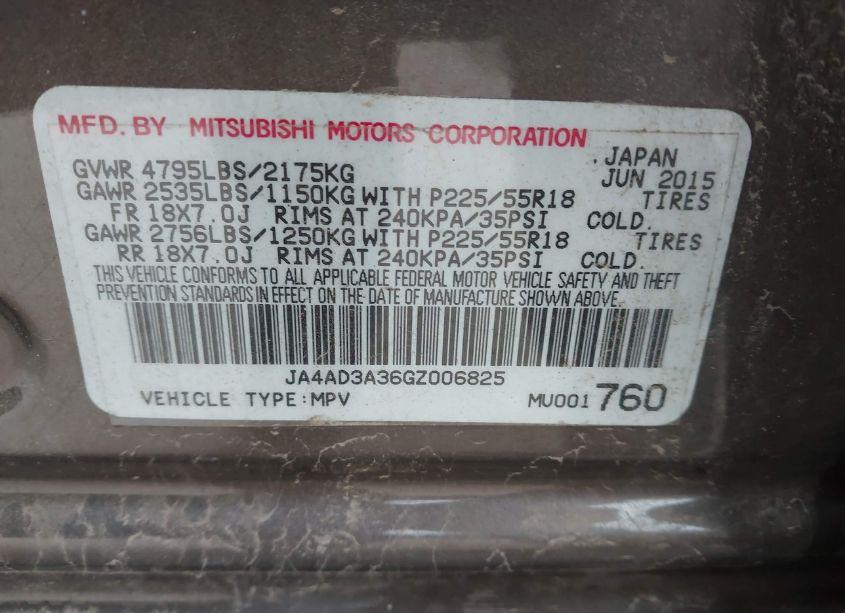 MFD. BY MITSUBISHI MOTORS CORPORATION
. JAPAN
GVWR 4795LBS/2175KG JUN 2015
GAWR 2535LBS/1150KG WITH P225/55R18 TIRES
FR 18X7.0J RIMS AT 240KPA/35PSI COLD.
GAWR 2756LBS/1250KG WITH P225/55R18 TIRES
RR 18X7.0J RIMS AT 240KPA/35PSI COLD.
THIS VEHICLE CONFORMS TO ALL APPLICABLE FEDERAL MOTOR VEHICLE SAFETY AND THEFT
PREVENTION STANDARDS IN EFFECT ON THE DATE OF MANUFACTURE SHOWN ABOVE.
JA4AD3A36GZ006825
VEHICLE TYPE:MPV MU001 760